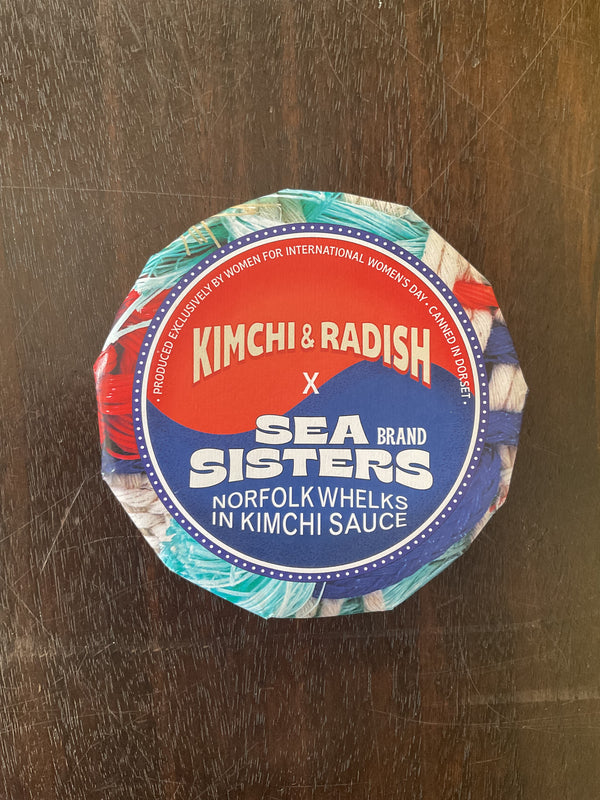 • PRODUCED EXCLUSIVELY BY WOMEN FOR INTERNATIONAL WOMEN'S DAY • CANNED IN DORSET •
KIMCHI & RADISH
X
SEA BRAND
SISTERS
NORFOLK WHELKS
IN KIMCHI SAUCE